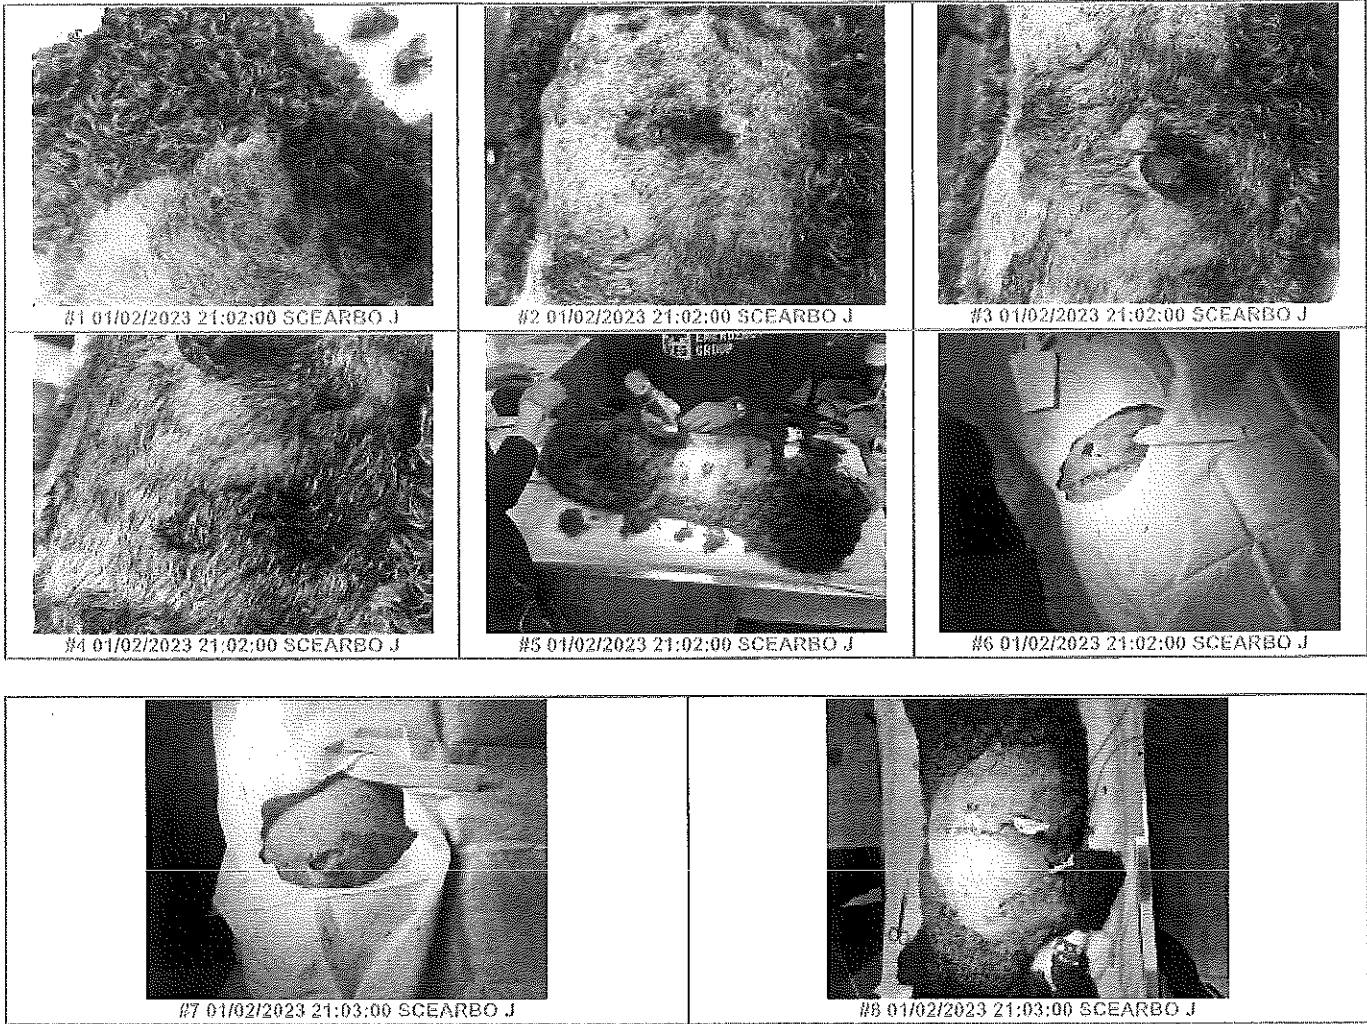 #1 01/02/2023 21:02:00 SCEARBO J
#2 01/02/2023 21:02:00 SCEARBO J
#3 01/02/2023 21:02:00 SCEARBO J
GROUP
#4 01/02/2023 21:02:00 SCEARBO J
#5 01/02/2023 21:02:00 SCEARBO J
#6 01/02/2023 21:02:00 SCEARBO J
#7 01/02/2023 21:03:00 SCEARBO J
#8 01/02/2023 21:03:00 SCEARBO J